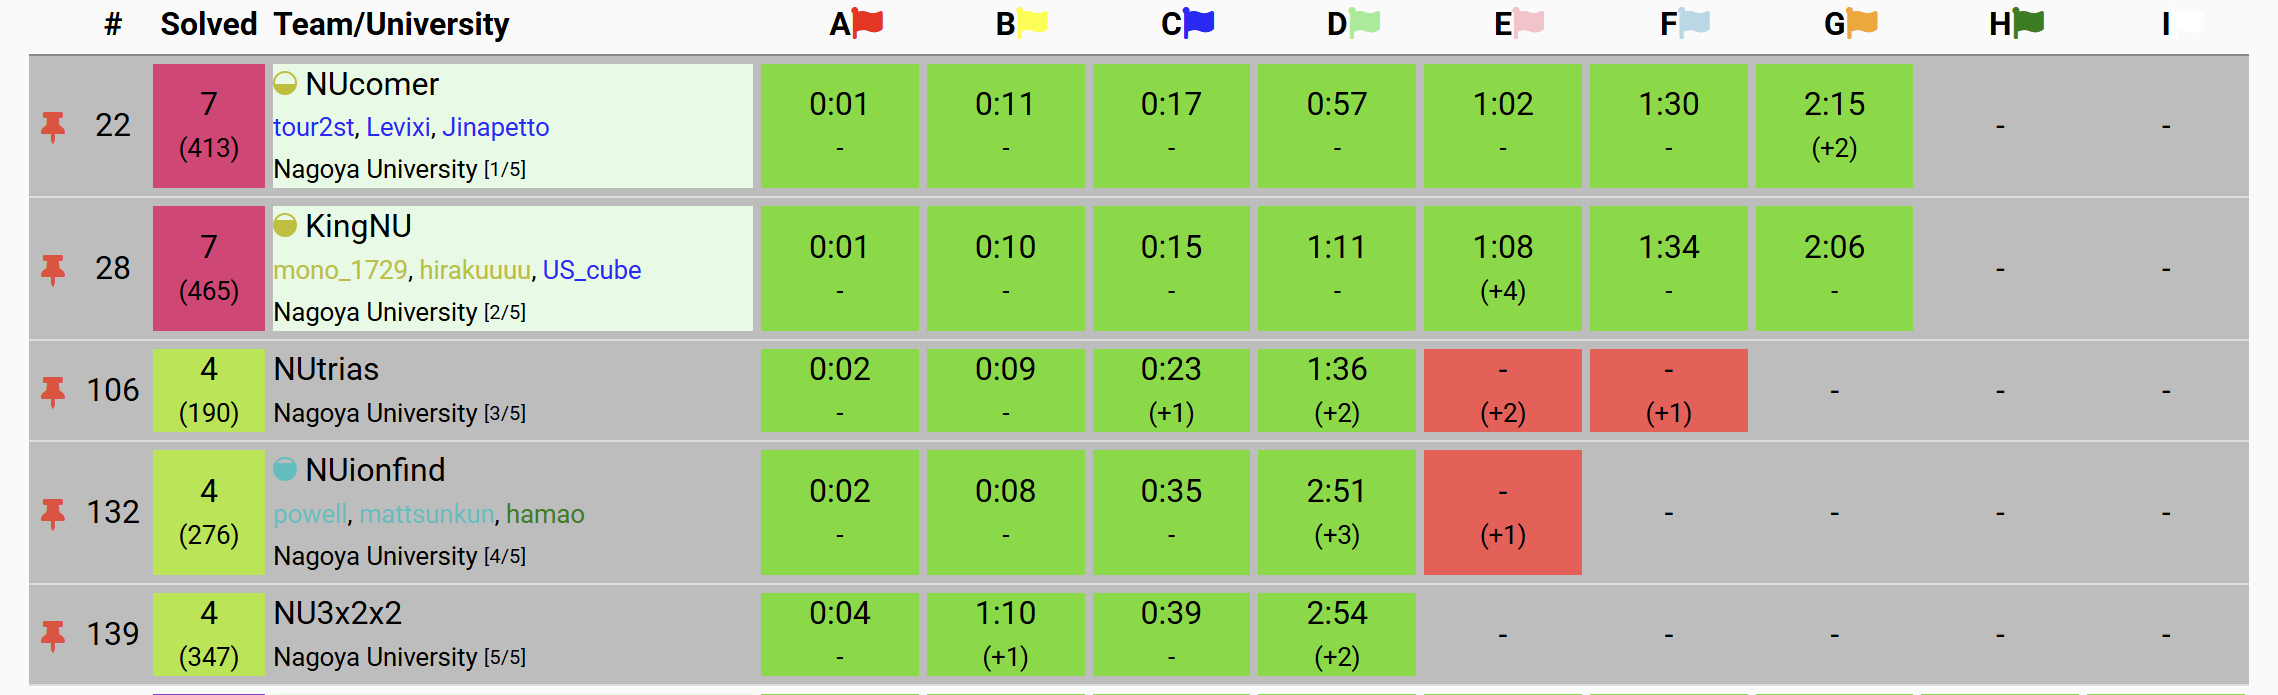 # Solved Team/University A B C D E F G H I
22 7 (413) NUcomer 0:01 0:11 0:17 0:57 1:02 1:30 2:15 - -
tour2st, Levixi, Jinapetto - - - - - - (+2)
Nagoya University [1/5]
28 7 (465) KingNU 0:01 0:10 0:15 1:11 1:08 1:34 2:06 - -
mono_1729, hirakuuuu, US_cube - - - - (+4) - -
Nagoya University [2/5]
106 4 (190) NUtrias 0:02 0:09 0:23 1:36 - - - - -
Nagoya University [3/5] - - (+1) (+2) (+2) (+1)
132 4 (276) NUionfind 0:02 0:08 0:35 2:51 - - - - -
powell, mattsunkun, hamao - - - (+3) (+1)
Nagoya University [4/5]
139 4 (347) NU3x2x2 0:04 1:10 0:39 2:54 - - - - -
Nagoya University [5/5] - (+1) - (+2)